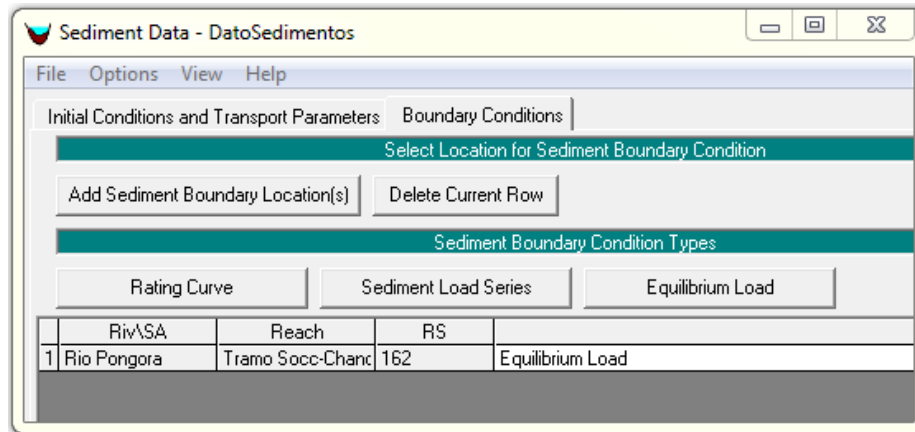 Sediment Data - DatoSedimentos
File Options View Help
Initial Conditions and Transport Parameters Boundary Conditions
Select Location for Sediment Boundary Condition
Add Sediment Boundary Location(s) Delete Current Row
Sediment Boundary Condition Types
Rating Curve Sediment Load Series Equilibrium Load
Riv\SA Reach RS
1 Rio Pongora Tramo Socc-Chanc 162 Equilibrium Load